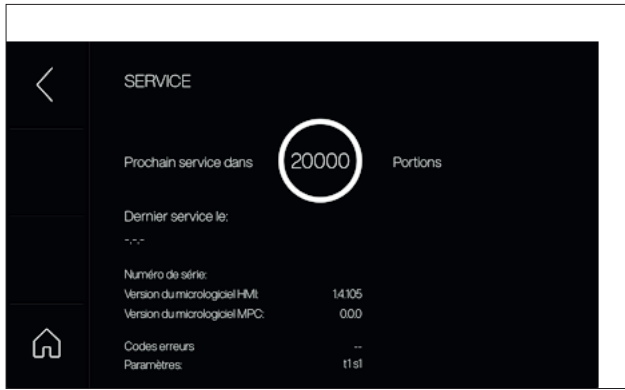 SERVICE
Prochain service dans 20000 Portions
Dernier service le:
-.-.-
Numéro de série:
Version du micrologiciel HMI: 1.4.105
Version du micrologiciel MPC: 0.0.0
Codes erreurs --
Paramètres: t1 s1